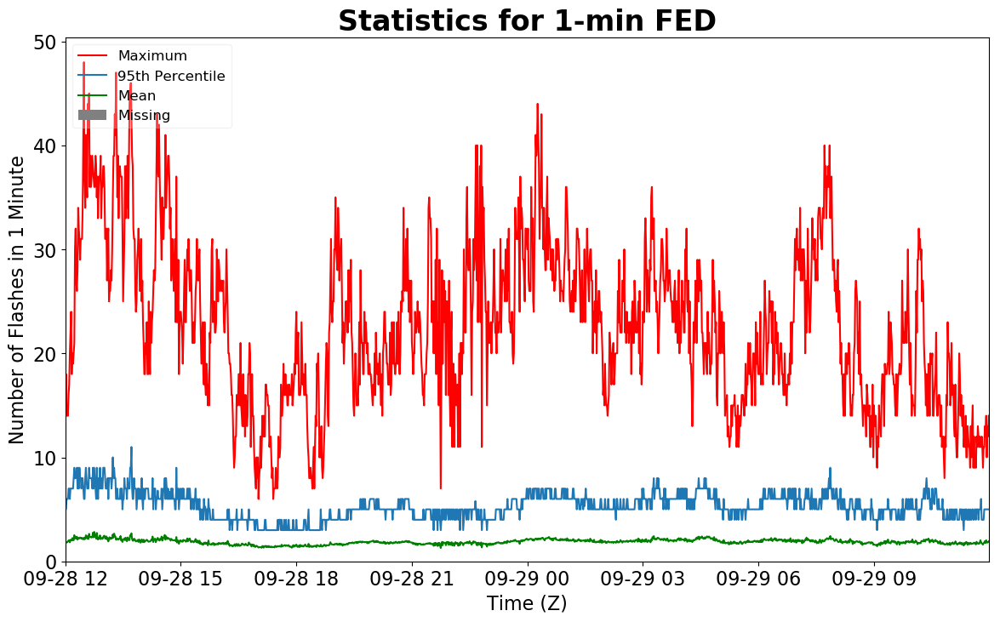 Statistics for 1-min FED
50
40
30
20
10
0
Number of Flashes in 1 Minute
Maximum
95th Percentile
Mean
Missing
09-28 12 09-28 15 09-28 18 09-28 21 09-29 00 09-29 03 09-29 06 09-29 09
Time (Z)